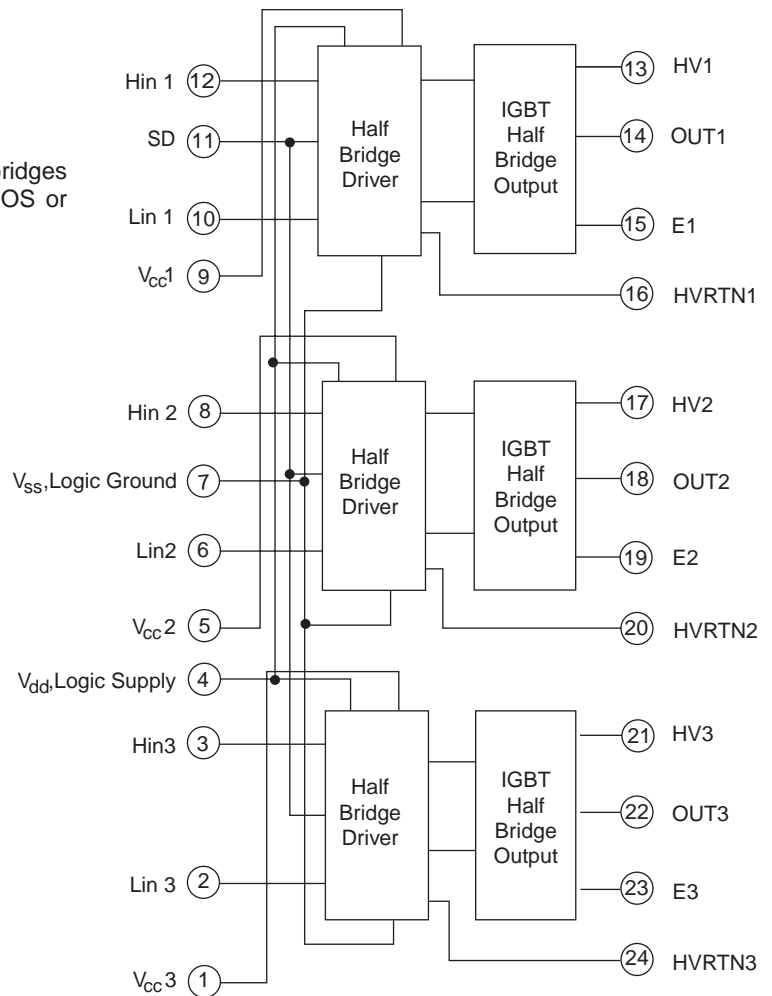 Hin 1 12
SD 11
Lin 1 10
Vcc1 9
Half
Bridge
Driver
IGBT
Half
Bridge
Output
13 HV1
14 OUT1
15 E1
16 HVRTN1
OS or
Hin 2 8
Vss,Logic Ground 7
Lin2 6
Vcc2 5
Half
Bridge
Driver
IGBT
Half
Bridge
Output
17 HV2
18 OUT2
19 E2
20 HVRTN2
Vdd,Logic Supply 4
Hin3 3
Lin 3 2
Vcc3 1
Half
Bridge
Driver
IGBT
Half
Bridge
Output
21 HV3
22 OUT3
23 E3
24 HVRTN3